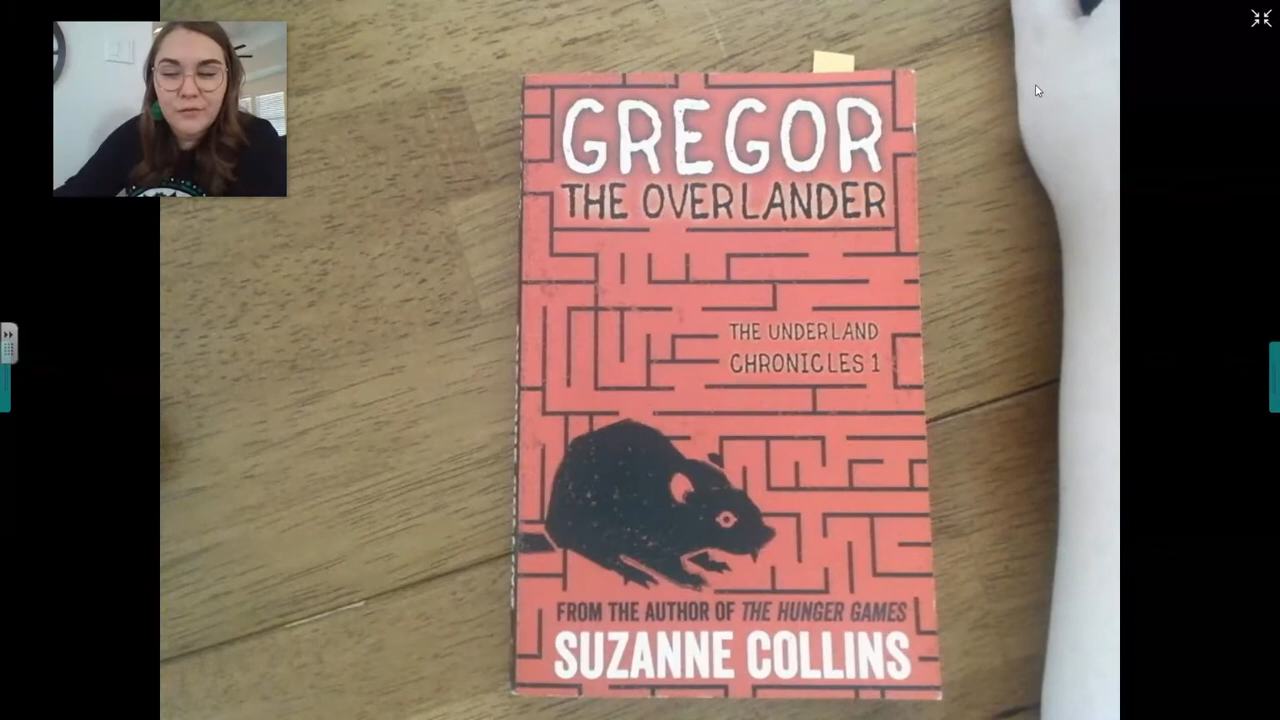 GREGOR
THE OVERLANDER
THE UNDERLAND
CHRONICLES 1
FROM THE AUTHOR OF THE HUNGER GAMES
SUZANNE COLLINS